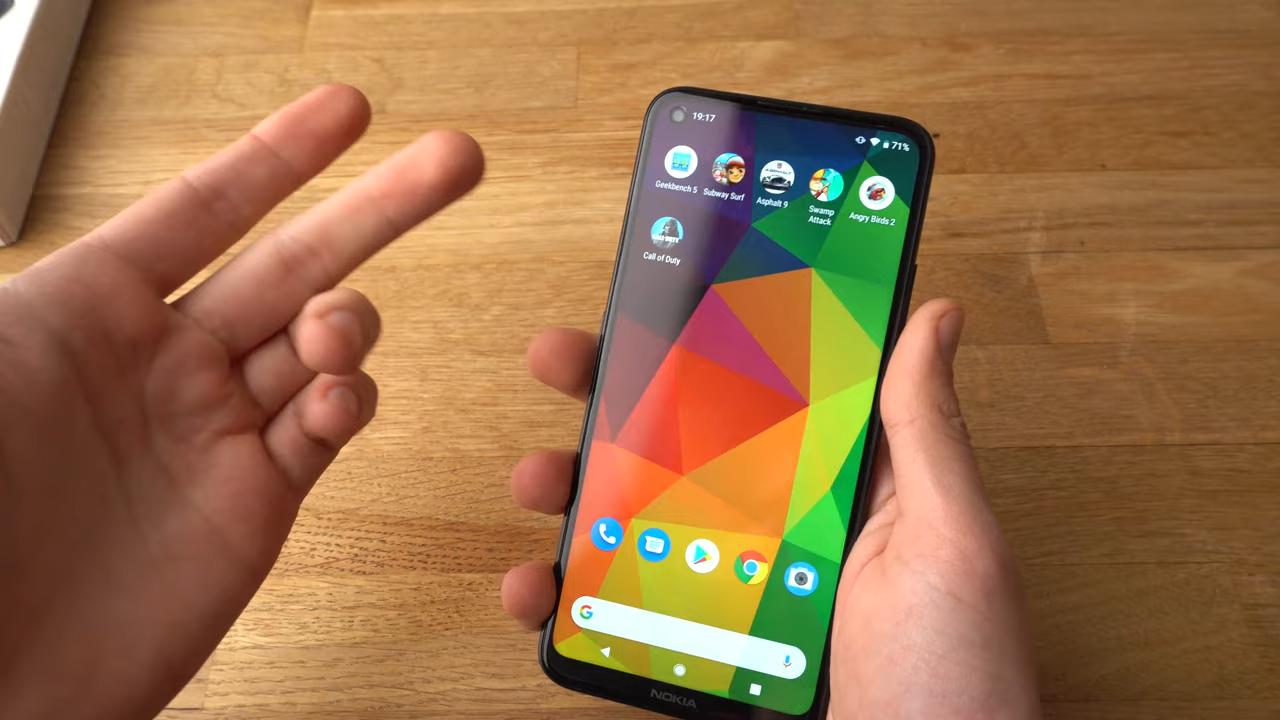 19:17
71%
Geekbench 5
Subway Surf
Asphalt 9
Swamp
Attack
Angry Birds 2
Call of Duty
G
NOKIA